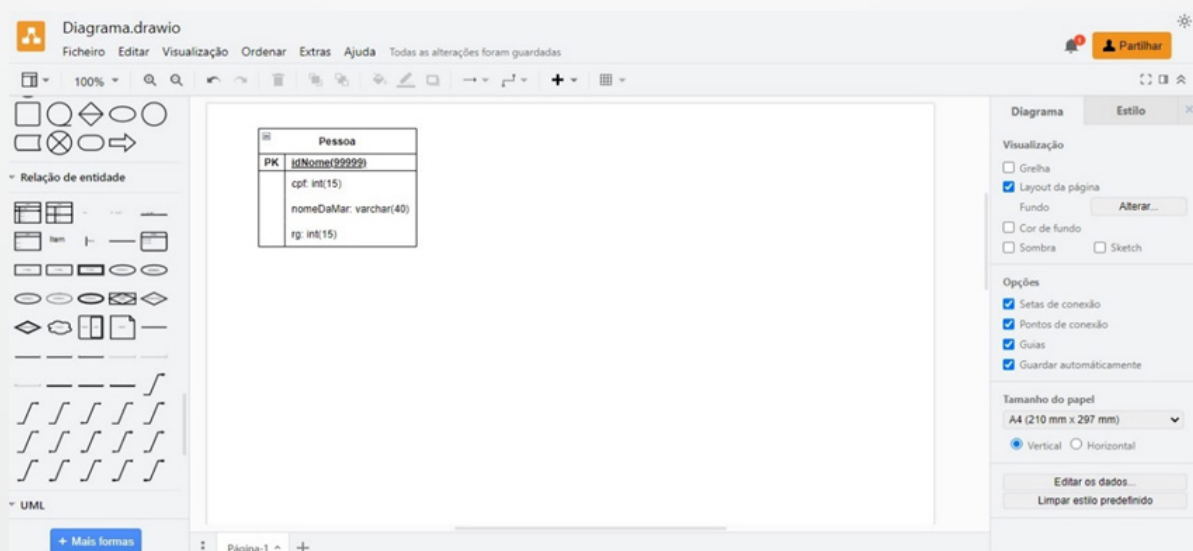 Diagrama.drawio
Ficheiro Editar Visualização Ordenar Extras Ajuda Todas as alterações foram guardadas
Partilhar
100%
Relação de entidade
Item
UML
+ Mais formas
Pessoa
PK idNome(99999)
cpf: int(15)
nomeDaMar: varchar(40)
rg: int(15)
Página-1
Diagrama Estilo
Visualização
Grelha
Layout da página
Fundo Alterar...
Cor de fundo
Sombra Sketch
Opções
Setas de conexão
Pontos de conexão
Guias
Guardar automáticamente
Tamanho do papel
A4 (210 mm x 297 mm)
Vertical Horizontal
Editar os dados...
Limpar estilo predefinido